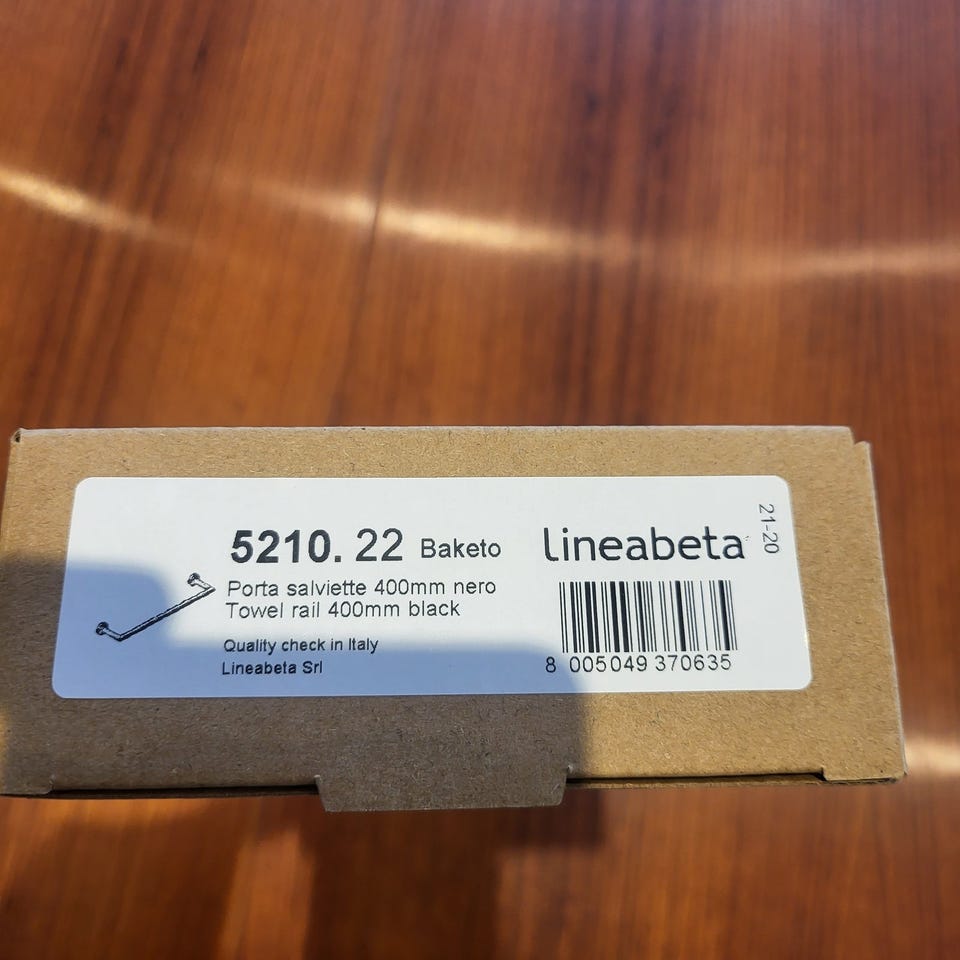 5210. 22 Baketo
Porta salviette 400mm nero
Towel rail 400mm black
Quality check in Italy
Lineabeta Srl
lineabeta
8 005049 370635
21-20